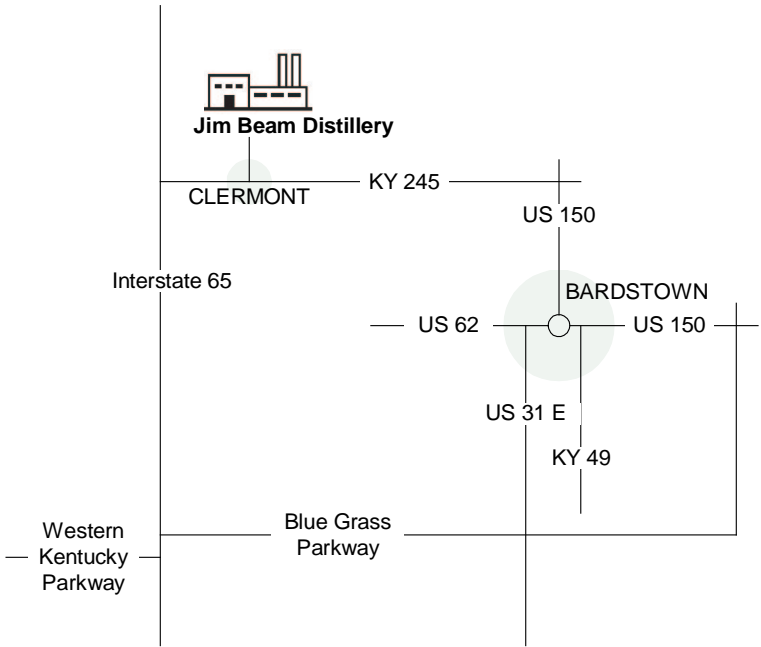 Jim Beam Distillery
KY 245
CLERMONT
US 150
Interstate 65
BARDSTOWN
US 62
US 150
US 31 E
KY 49
Blue Grass
Parkway
Western
Kentucky
Parkway